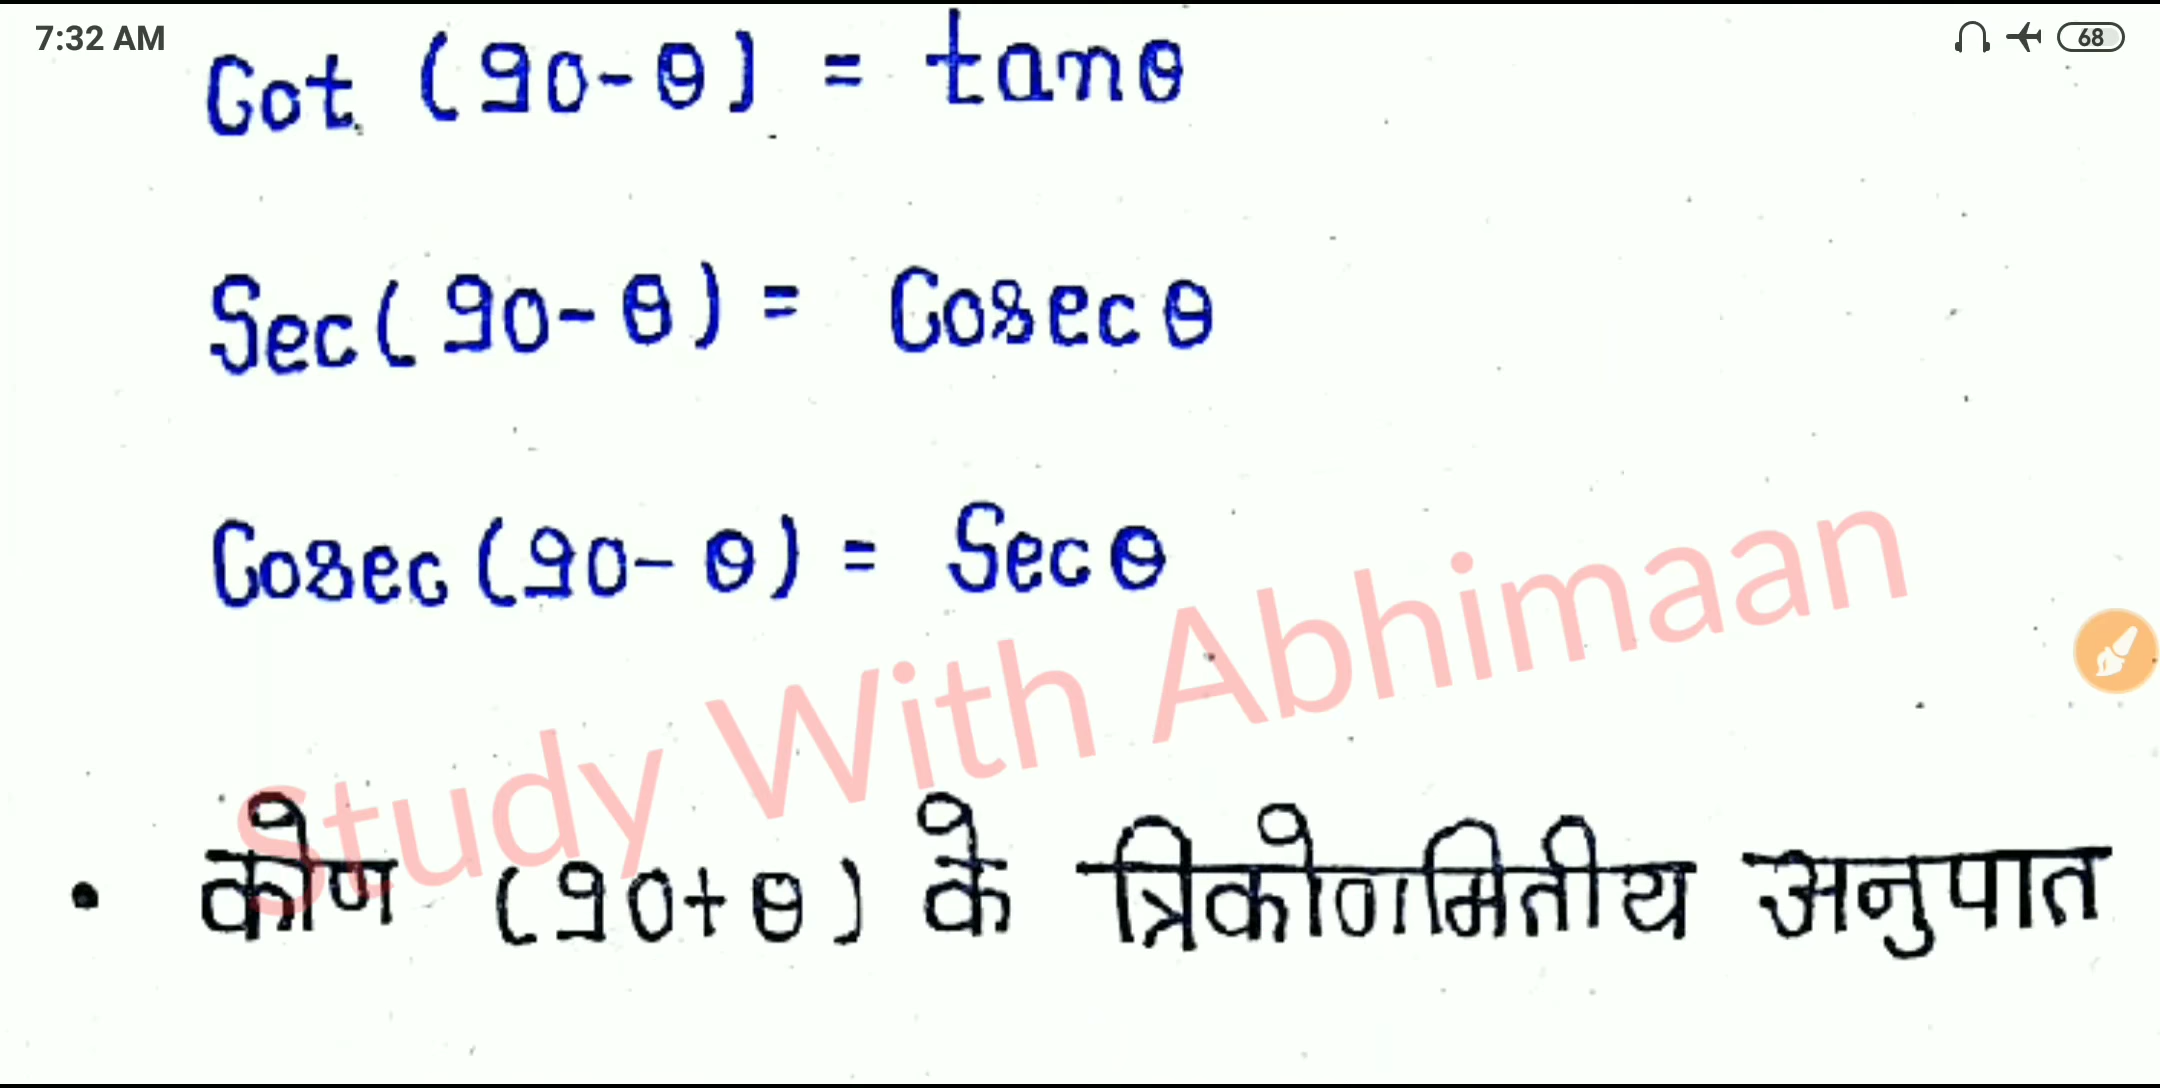 7:32 AM
68
Cot (90-θ) = tanθ
Sec(90-θ) = Cosecθ
Cosec(90-θ) = Secθ
Study With Abhimaan
• कोण (90+θ) के त्रिकोणमितीय अनुपात